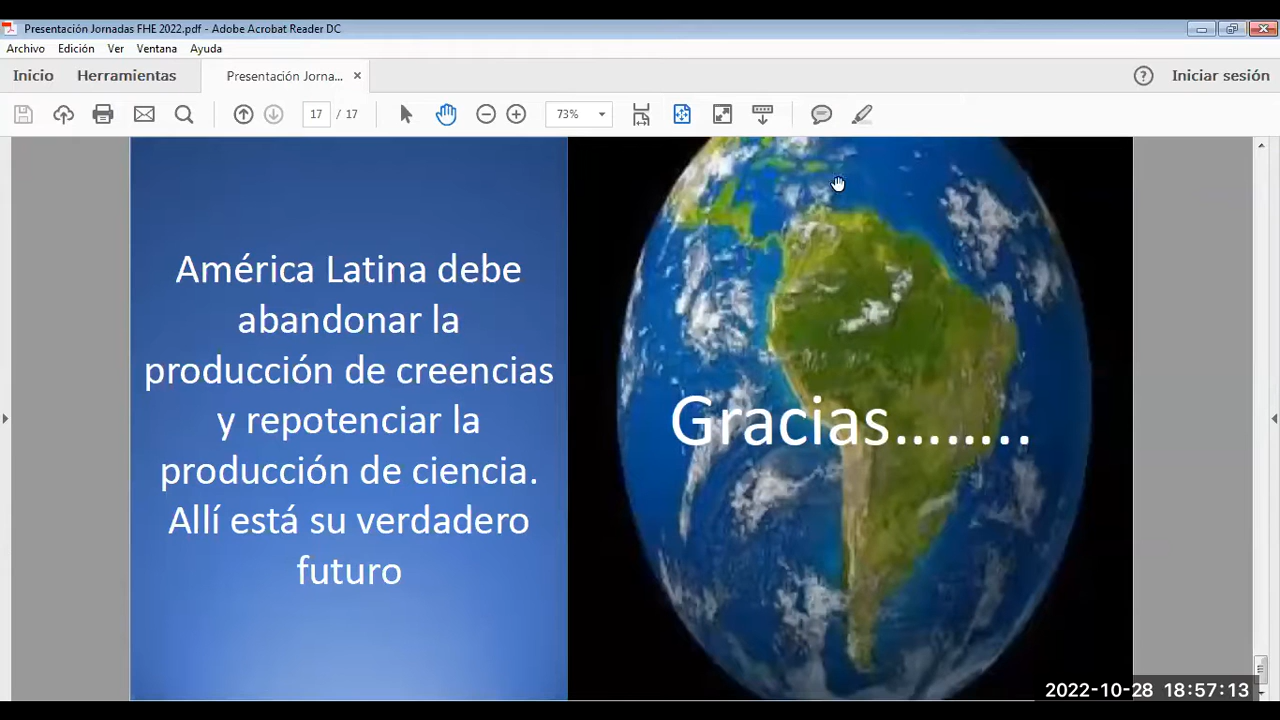 Presentación Jornadas FHE 2022.pdf - Adobe Acrobat Reader DC
Archivo Edición Ver Ventana Ayuda
Inicio Herramientas Presentación Jorna... Iniciar sesión
17 / 17 73%
América Latina debe
abandonar la
producción de creencias
y repotenciar la
producción de ciencia.
Allí está su verdadero
futuro
Gracias........
2022-10-28 18:57:13